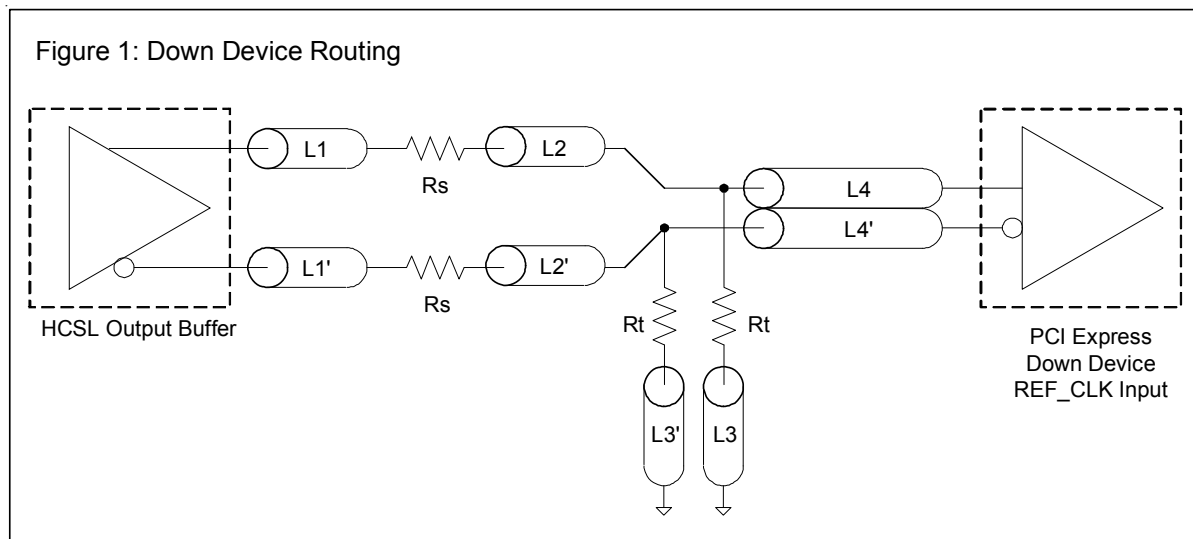 Figure 1: Down Device Routing
L1
Rs
L2
L4
L4'
L1'
Rs
L2'
HCSL Output Buffer
Rt
Rt
L3'
L3
PCI Express
Down Device
REF_CLK Input